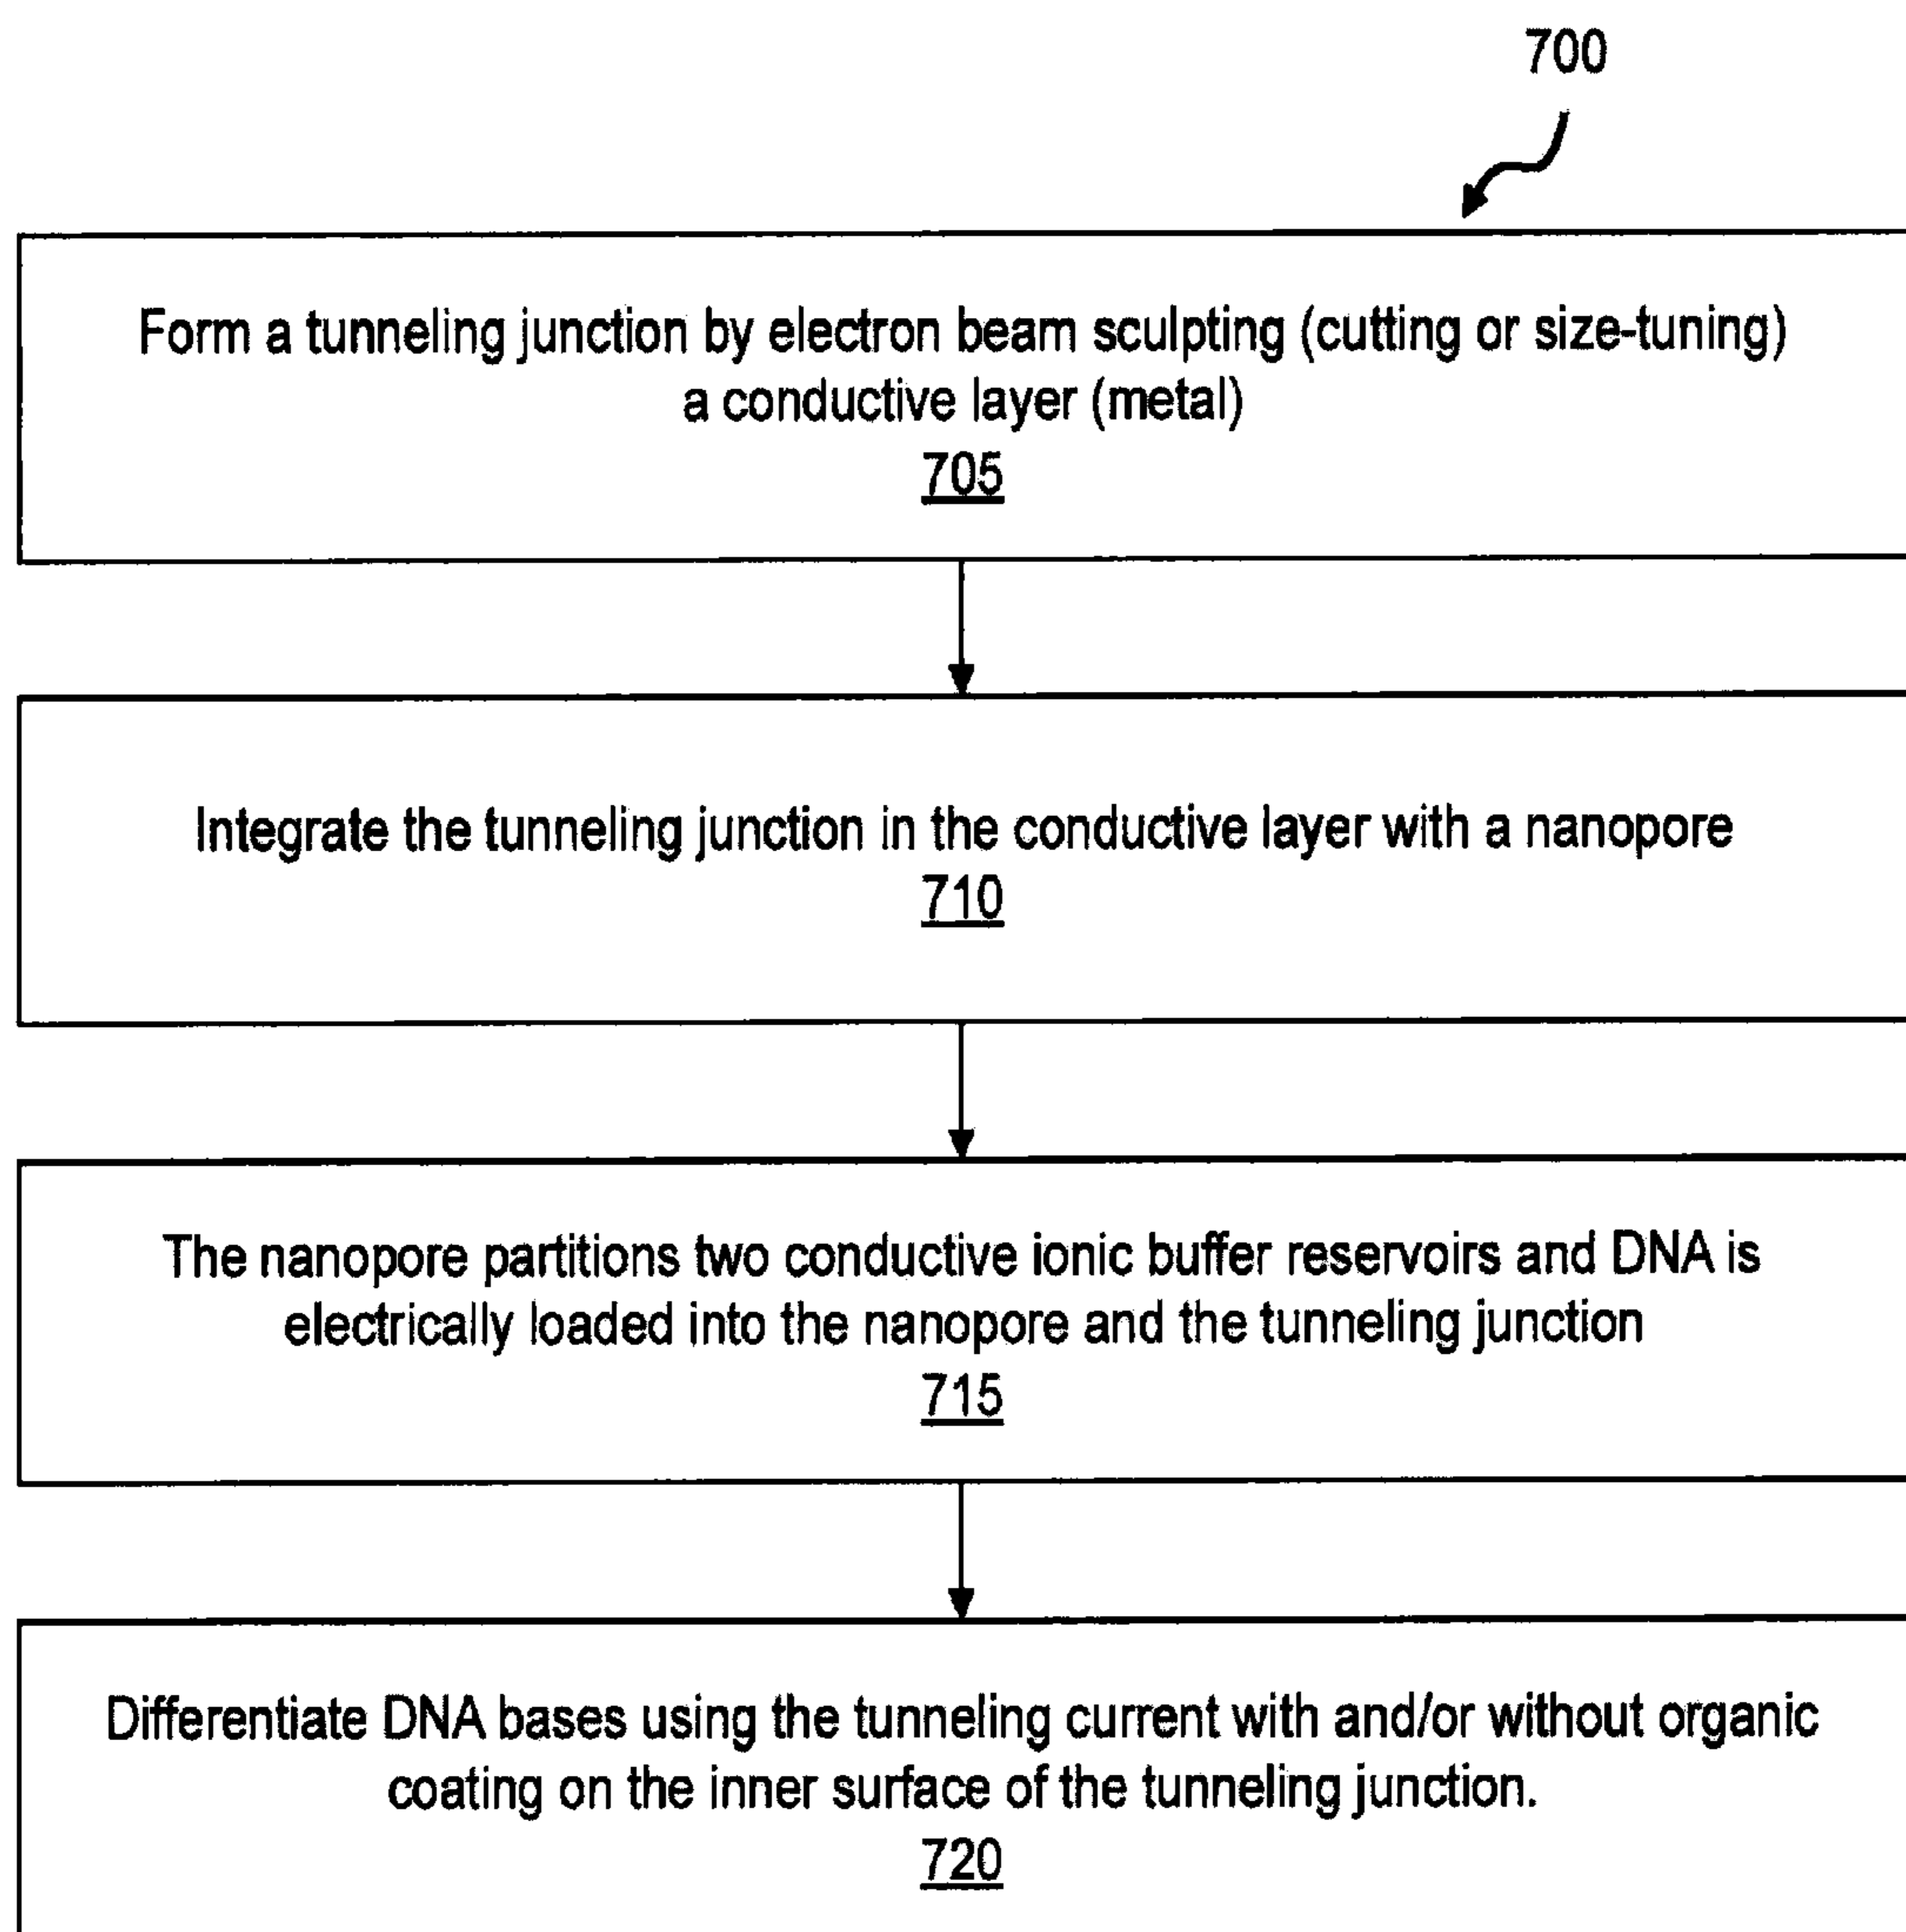 700
Form a tunneling junction by electron beam sculpting (cutting or size-tuning)
a conductive layer (metal)
705
Integrate the tunneling junction in the conductive layer with a nanopore
710
The nanopore partitions two conductive ionic buffer reservoirs and DNA is
electrically loaded into the nanopore and the tunneling junction
715
Differentiate DNA bases using the tunneling current with and/or without organic
coating on the inner surface of the tunneling junction.
720